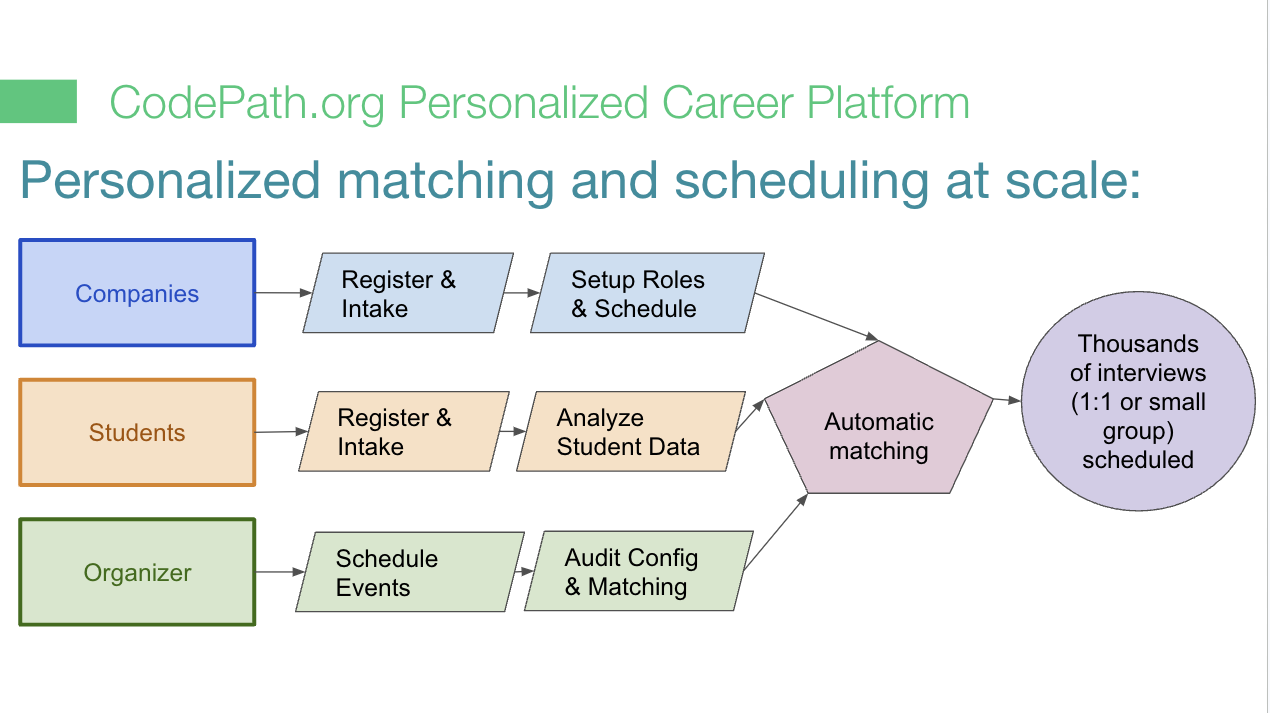 CodePath.org Personalized Career Platform
Personalized matching and scheduling at scale:
Companies
Register &
Intake
Setup Roles
& Schedule
Students
Register &
Intake
Analyze
Student Data
Organizer
Schedule
Events
Audit Config
& Matching
Automatic
matching
Thousands
of interviews
(1:1 or small
group)
scheduled